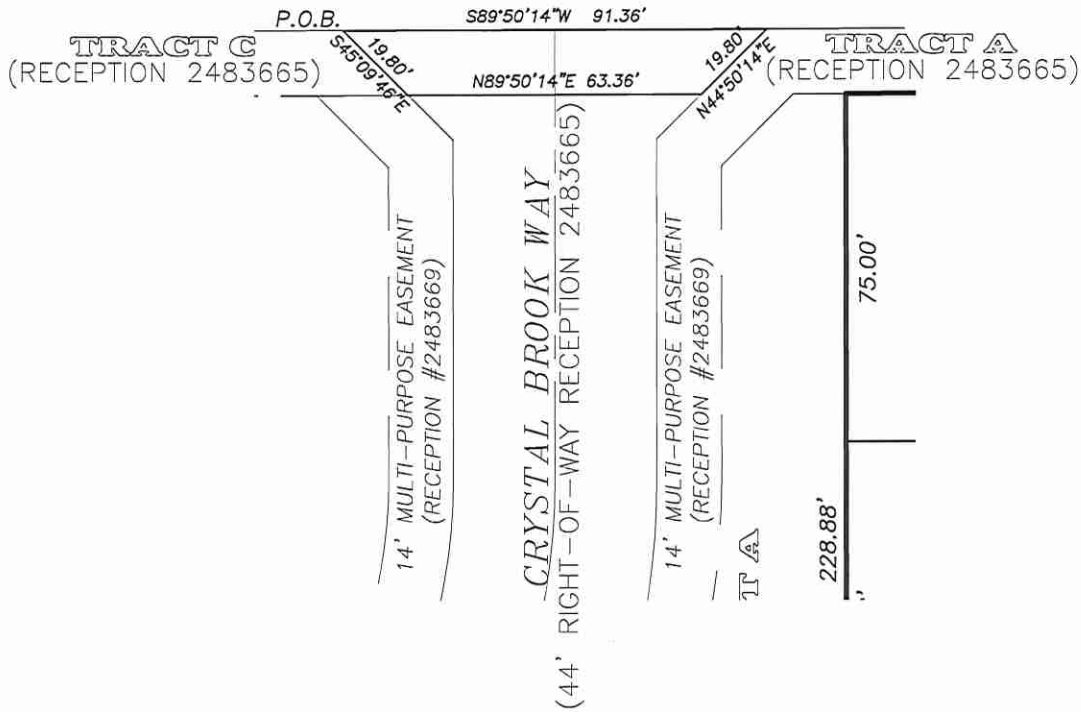 P.O.B.
S89°50'14"W 91.36'
TRACT C
(RECEPTION 2483665)
19.80'
S45°09'46"E
N89°50'14"E 63.36'
19.80'
N44°50'14"E
TRACT A
(RECEPTION 2483665)
14' MULTI-PURPOSE EASEMENT
(RECEPTION #2483669)
CRYSTAL BROOK WAY
(44' RIGHT-OF-WAY RECEPTION 2483665)
14' MULTI-PURPOSE EASEMENT
(RECEPTION #2483669)
T A
75.00'
228.88'